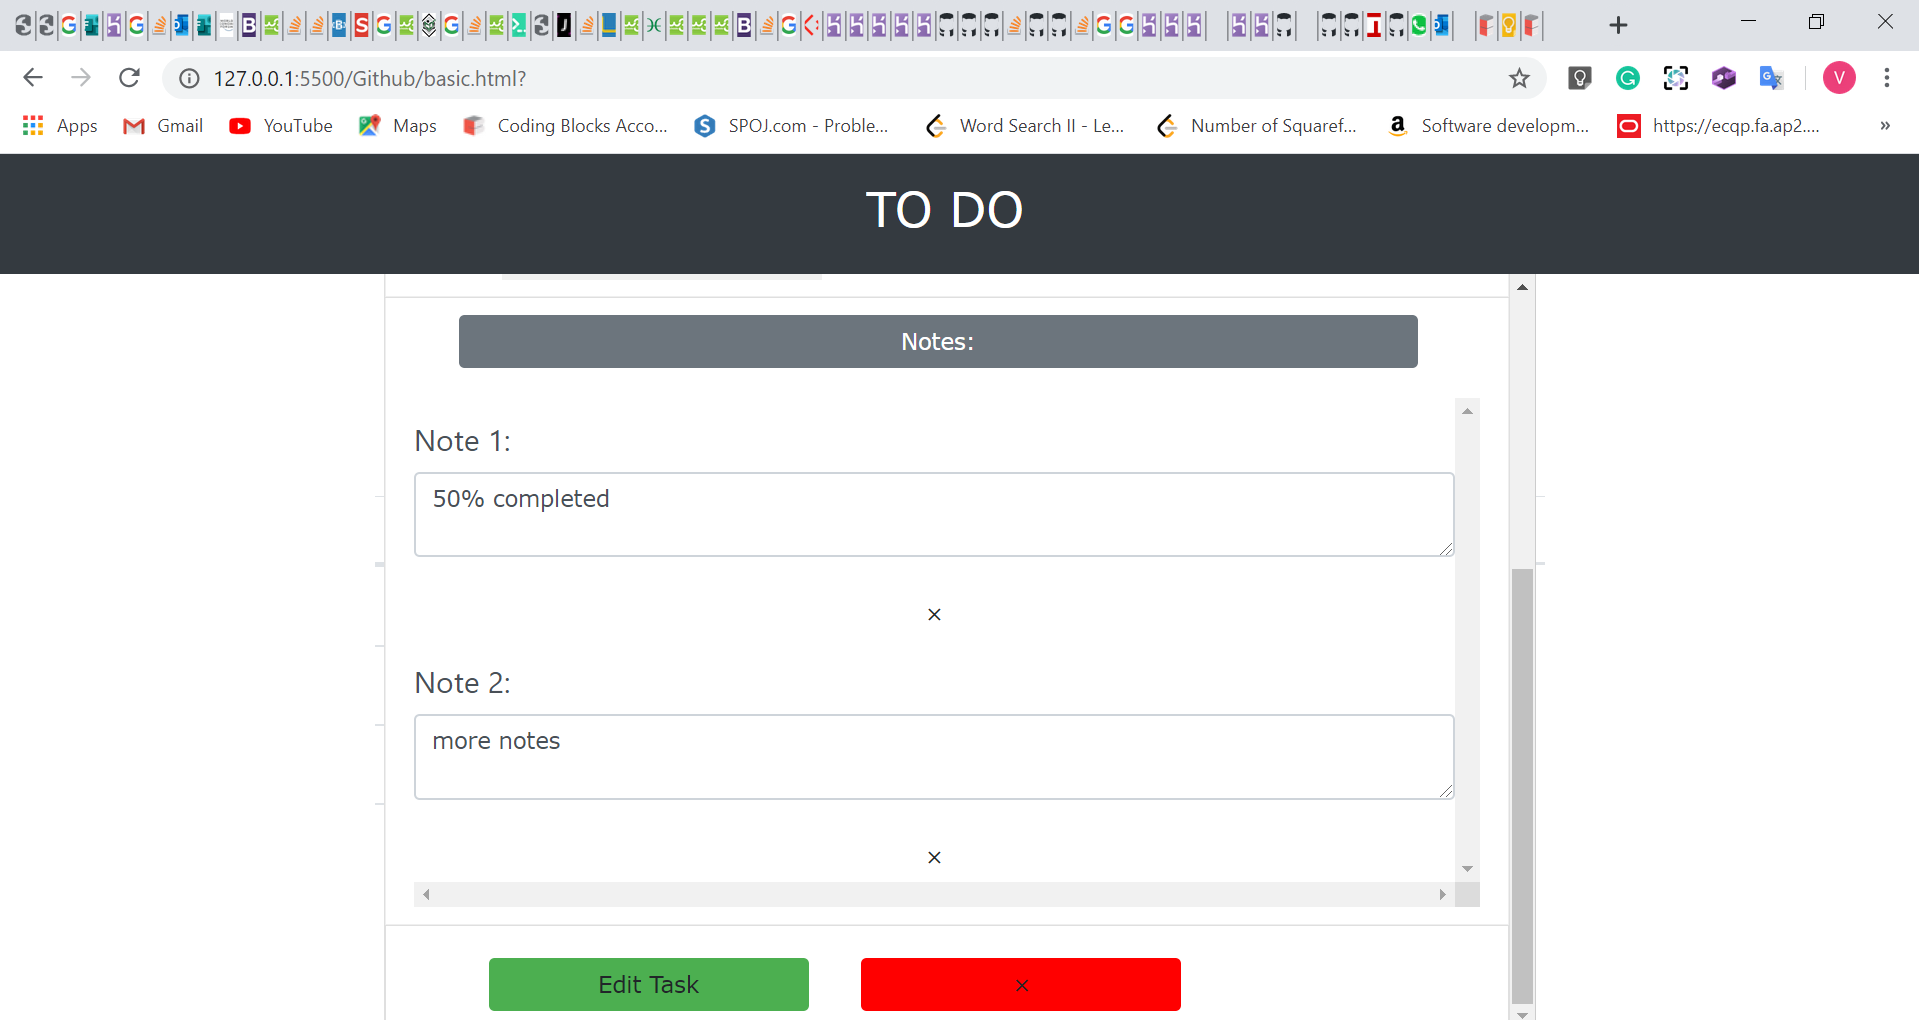 127.0.0.1:5500/Github/basic.html?
V
Apps Gmail YouTube Maps Coding Blocks Acco... SPOJ.com - Proble... Word Search II - Le... Number of Squaref... Software developm... https://ecqp.fa.ap2.... »
TO DO
Notes:
Note 1:
50% completed
×
Note 2:
more notes
×
Edit Task ×